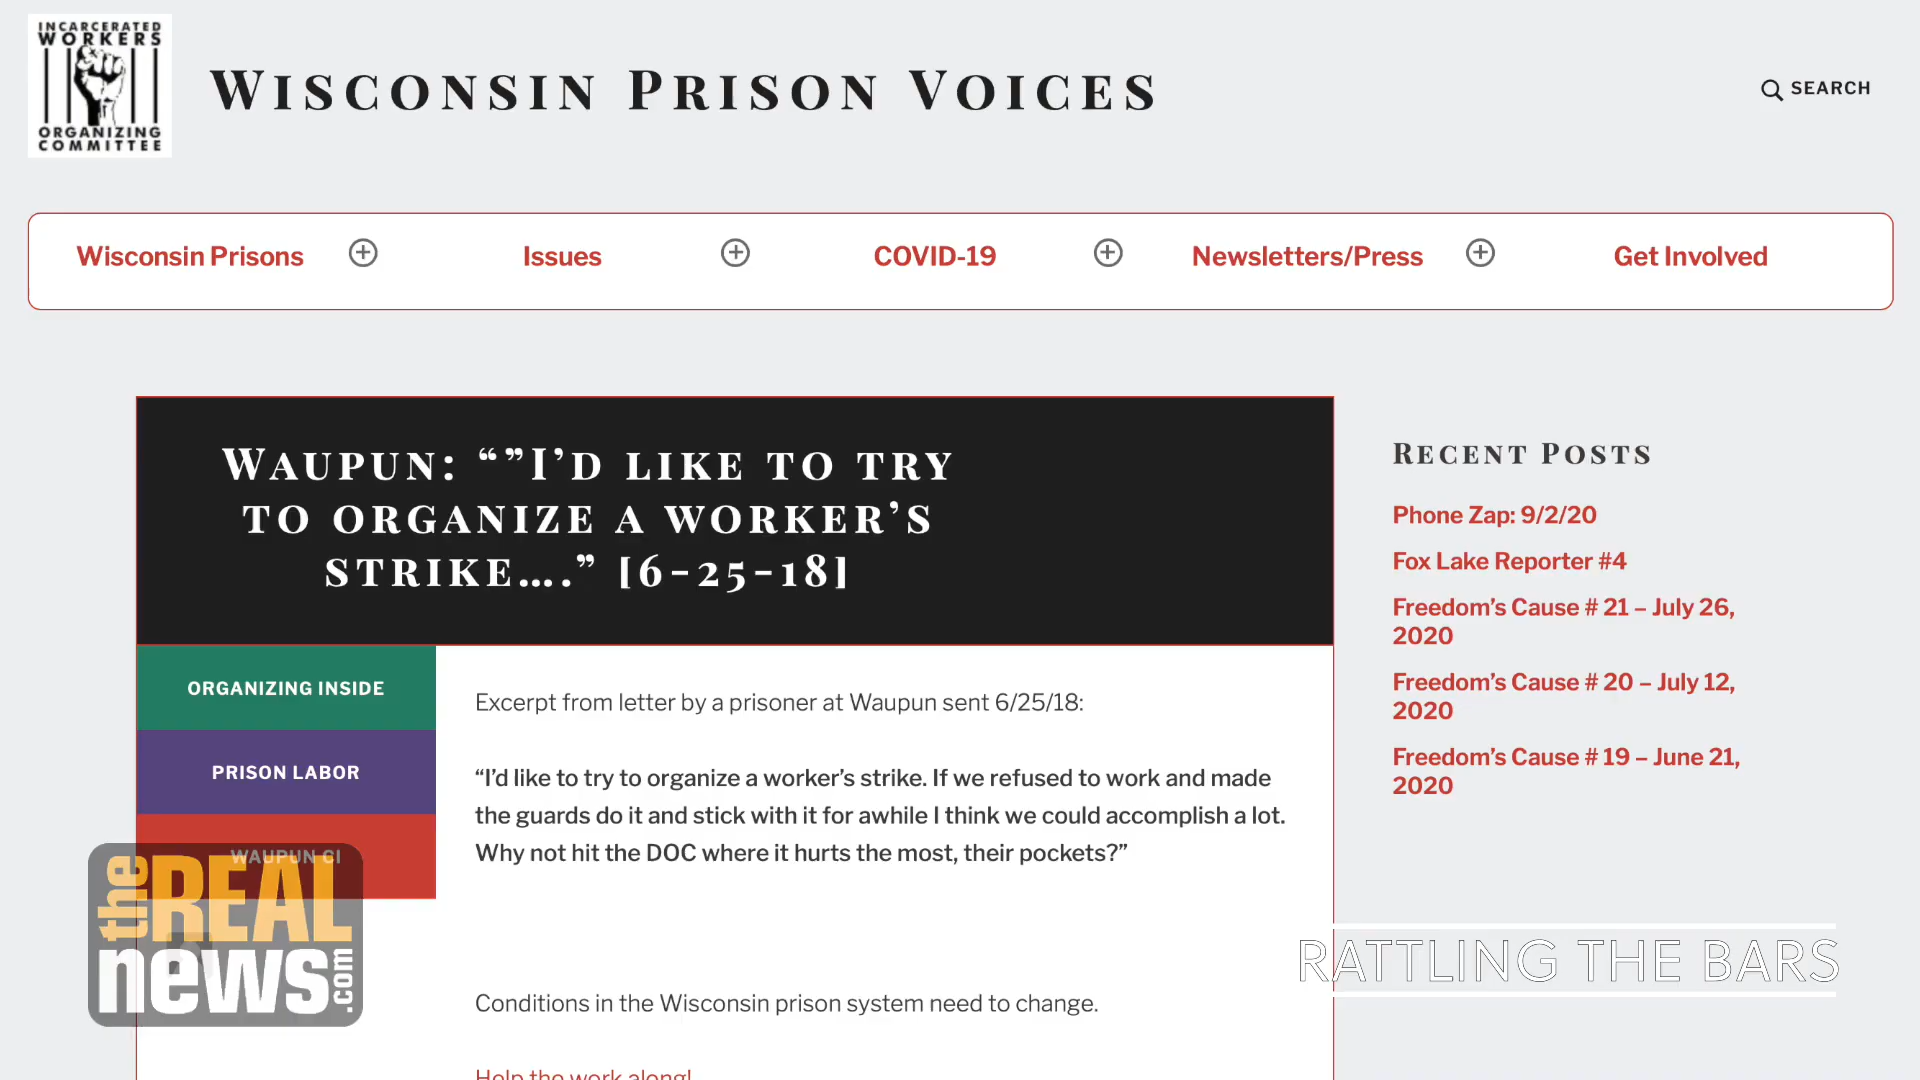 INCARCERATED
WORKERS
ORGANIZING
COMMITTEE
WISCONSIN PRISON VOICES
SEARCH
Wisconsin Prisons
Issues
COVID-19
Newsletters/Press
Get Involved
WAUPUN: “”I’D LIKE TO TRY
TO ORGANIZE A WORKER’S
STRIKE….” [6-25-18]
ORGANIZING INSIDE
PRISON LABOR
WAUPUN CI
Excerpt from letter by a prisoner at Waupun sent 6/25/18:
“I’d like to try to organize a worker’s strike. If we refused to work and made
the guards do it and stick with it for awhile I think we could accomplish a lot.
Why not hit the DOC where it hurts the most, their pockets?”
Conditions in the Wisconsin prison system need to change.
Help the work along!
RECENT POSTS
Phone Zap: 9/2/20
Fox Lake Reporter #4
Freedom’s Cause # 21 – July 26,
2020
Freedom’s Cause # 20 – July 12,
2020
Freedom’s Cause # 19 – June 21,
2020
the REAL
news.com
RATTLING THE BARS